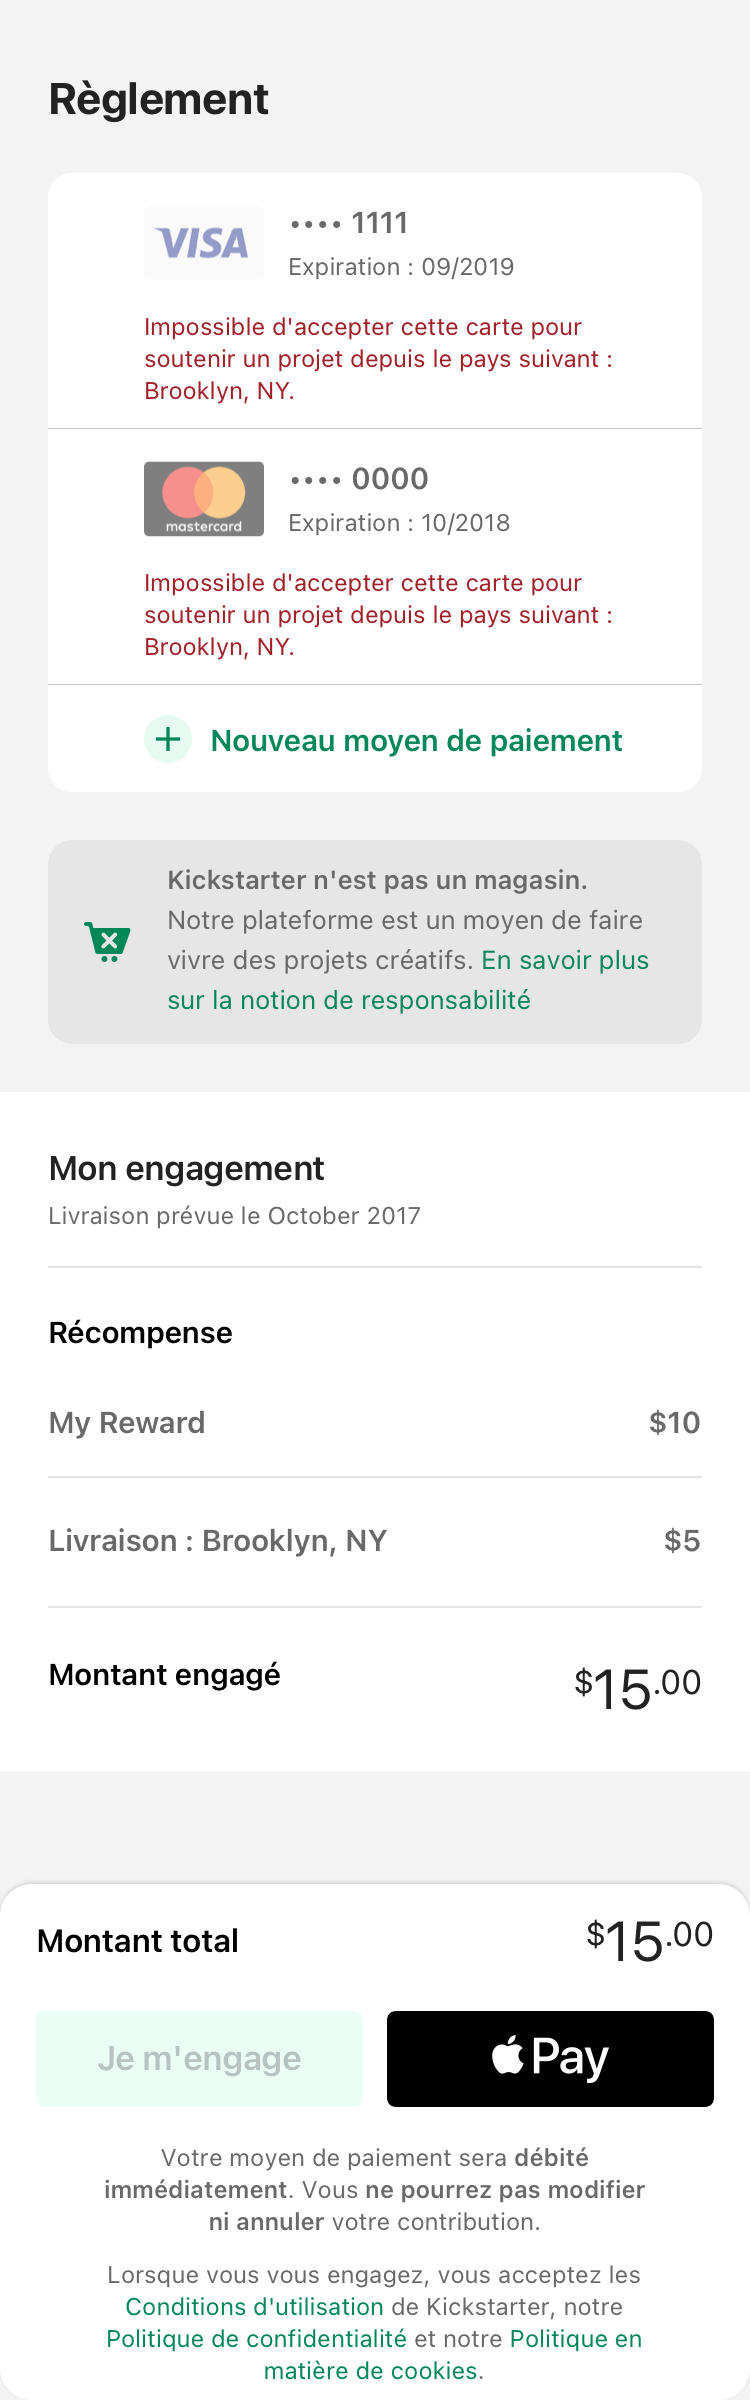 Règlement
VISA
•••• 1111
Expiration : 09/2019
Impossible d'accepter cette carte pour
soutenir un projet depuis le pays suivant :
Brooklyn, NY.
mastercard
•••• 0000
Expiration : 10/2018
Impossible d'accepter cette carte pour
soutenir un projet depuis le pays suivant :
Brooklyn, NY.
Nouveau moyen de paiement
Kickstarter n'est pas un magasin.
Notre plateforme est un moyen de faire
vivre des projets créatifs. En savoir plus
sur la notion de responsabilité
Mon engagement
Livraison prévue le October 2017
Récompense
My Reward $10
Livraison : Brooklyn, NY $5
Montant engagé $15.00
Montant total $15.00
Je m'engage
Pay
Votre moyen de paiement sera débité
immédiatement. Vous ne pourrez pas modifier
ni annuler votre contribution.
Lorsque vous vous engagez, vous acceptez les
Conditions d'utilisation de Kickstarter, notre
Politique de confidentialité et notre Politique en
matière de cookies.